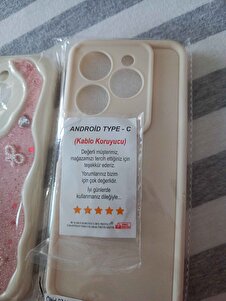 ANDROİD TYPE - C
(Kablo Koruyucu)
Değerli müşterimiz,
mağazamızı tercih ettiğiniz için
teşekkür ederiz.
Yorumlarınız bizim
için çok değerlidir.
İyi günlerde
kullanmanız dileğiyle...